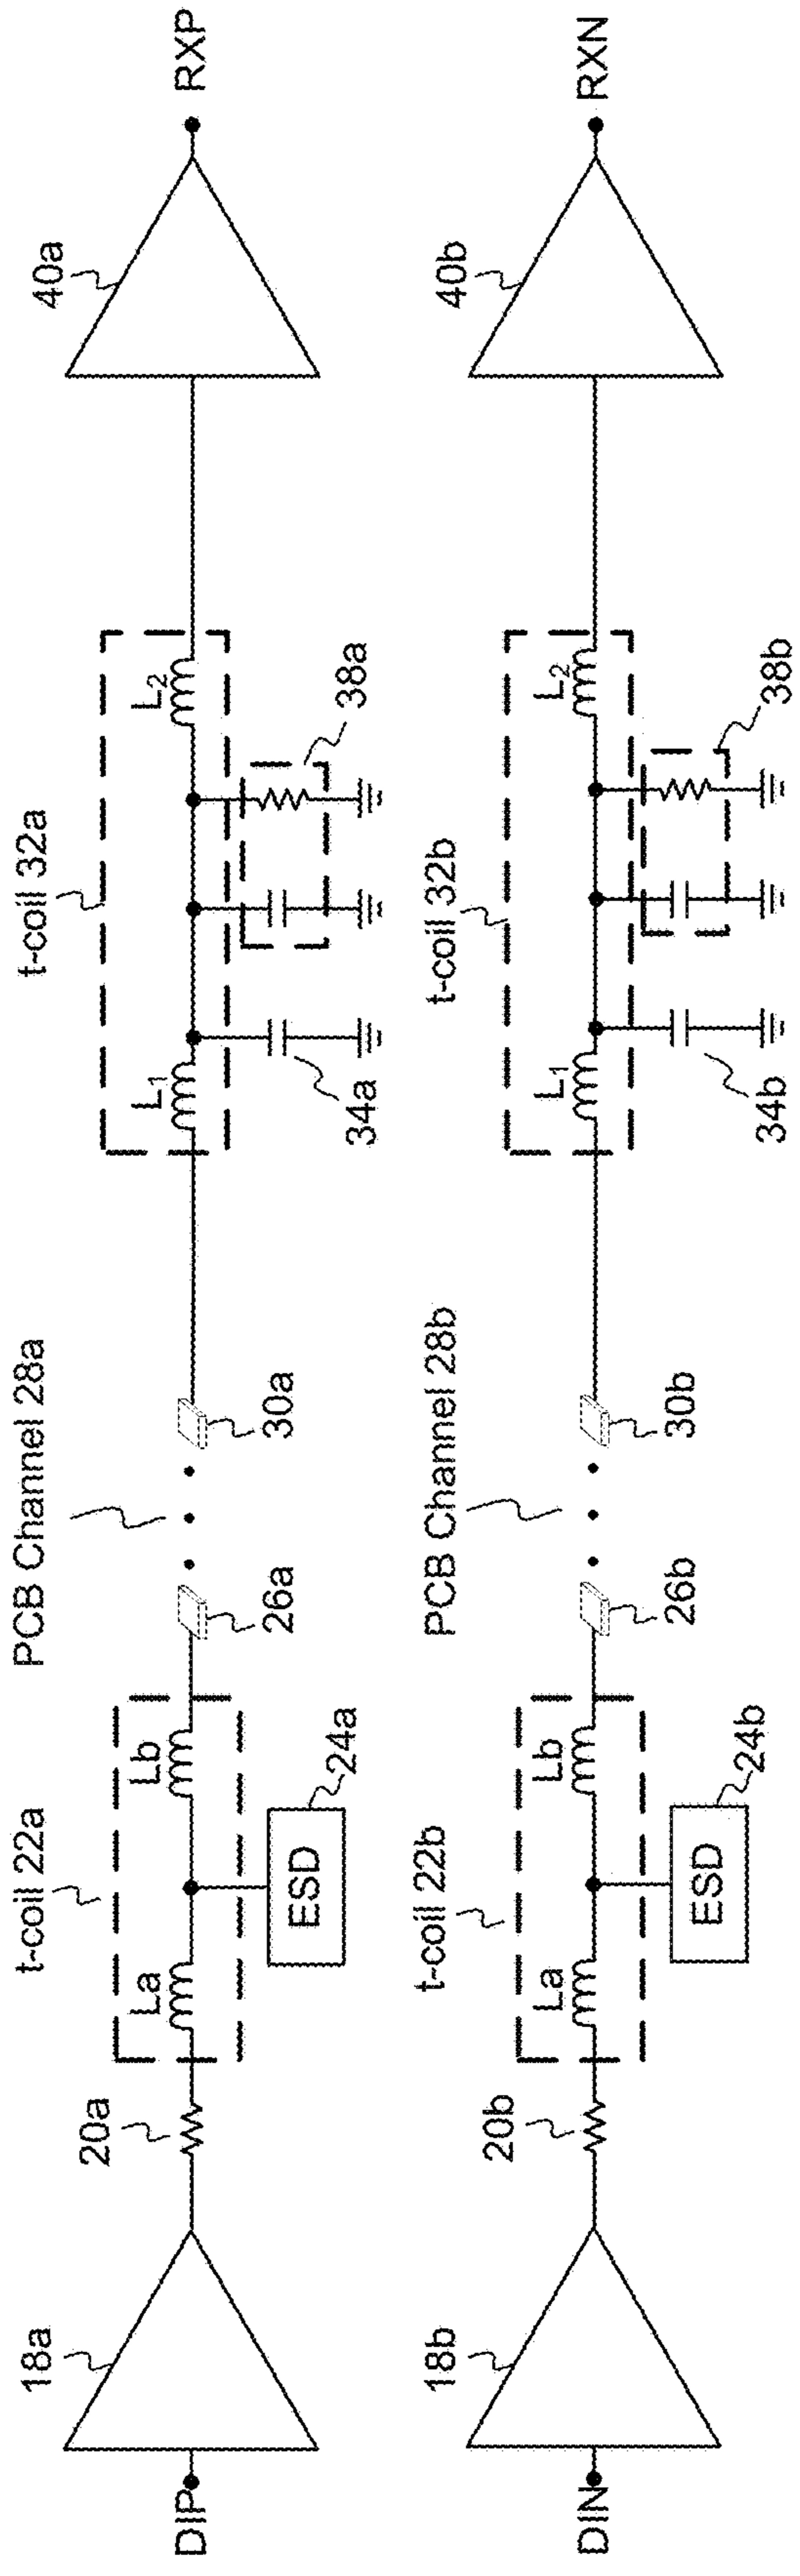 DIP
18a
20a
t-coil 22a
La
Lb
ESD
24a
26a
PCB Channel 28a
30a
t-coil 32a
L1
L2
34a
38a
40a
RXP
DIN
18b
20b
t-coil 22b
La
Lb
ESD
24b
26b
PCB Channel 28b
30b
t-coil 32b
L1
L2
34b
38b
40b
RXN